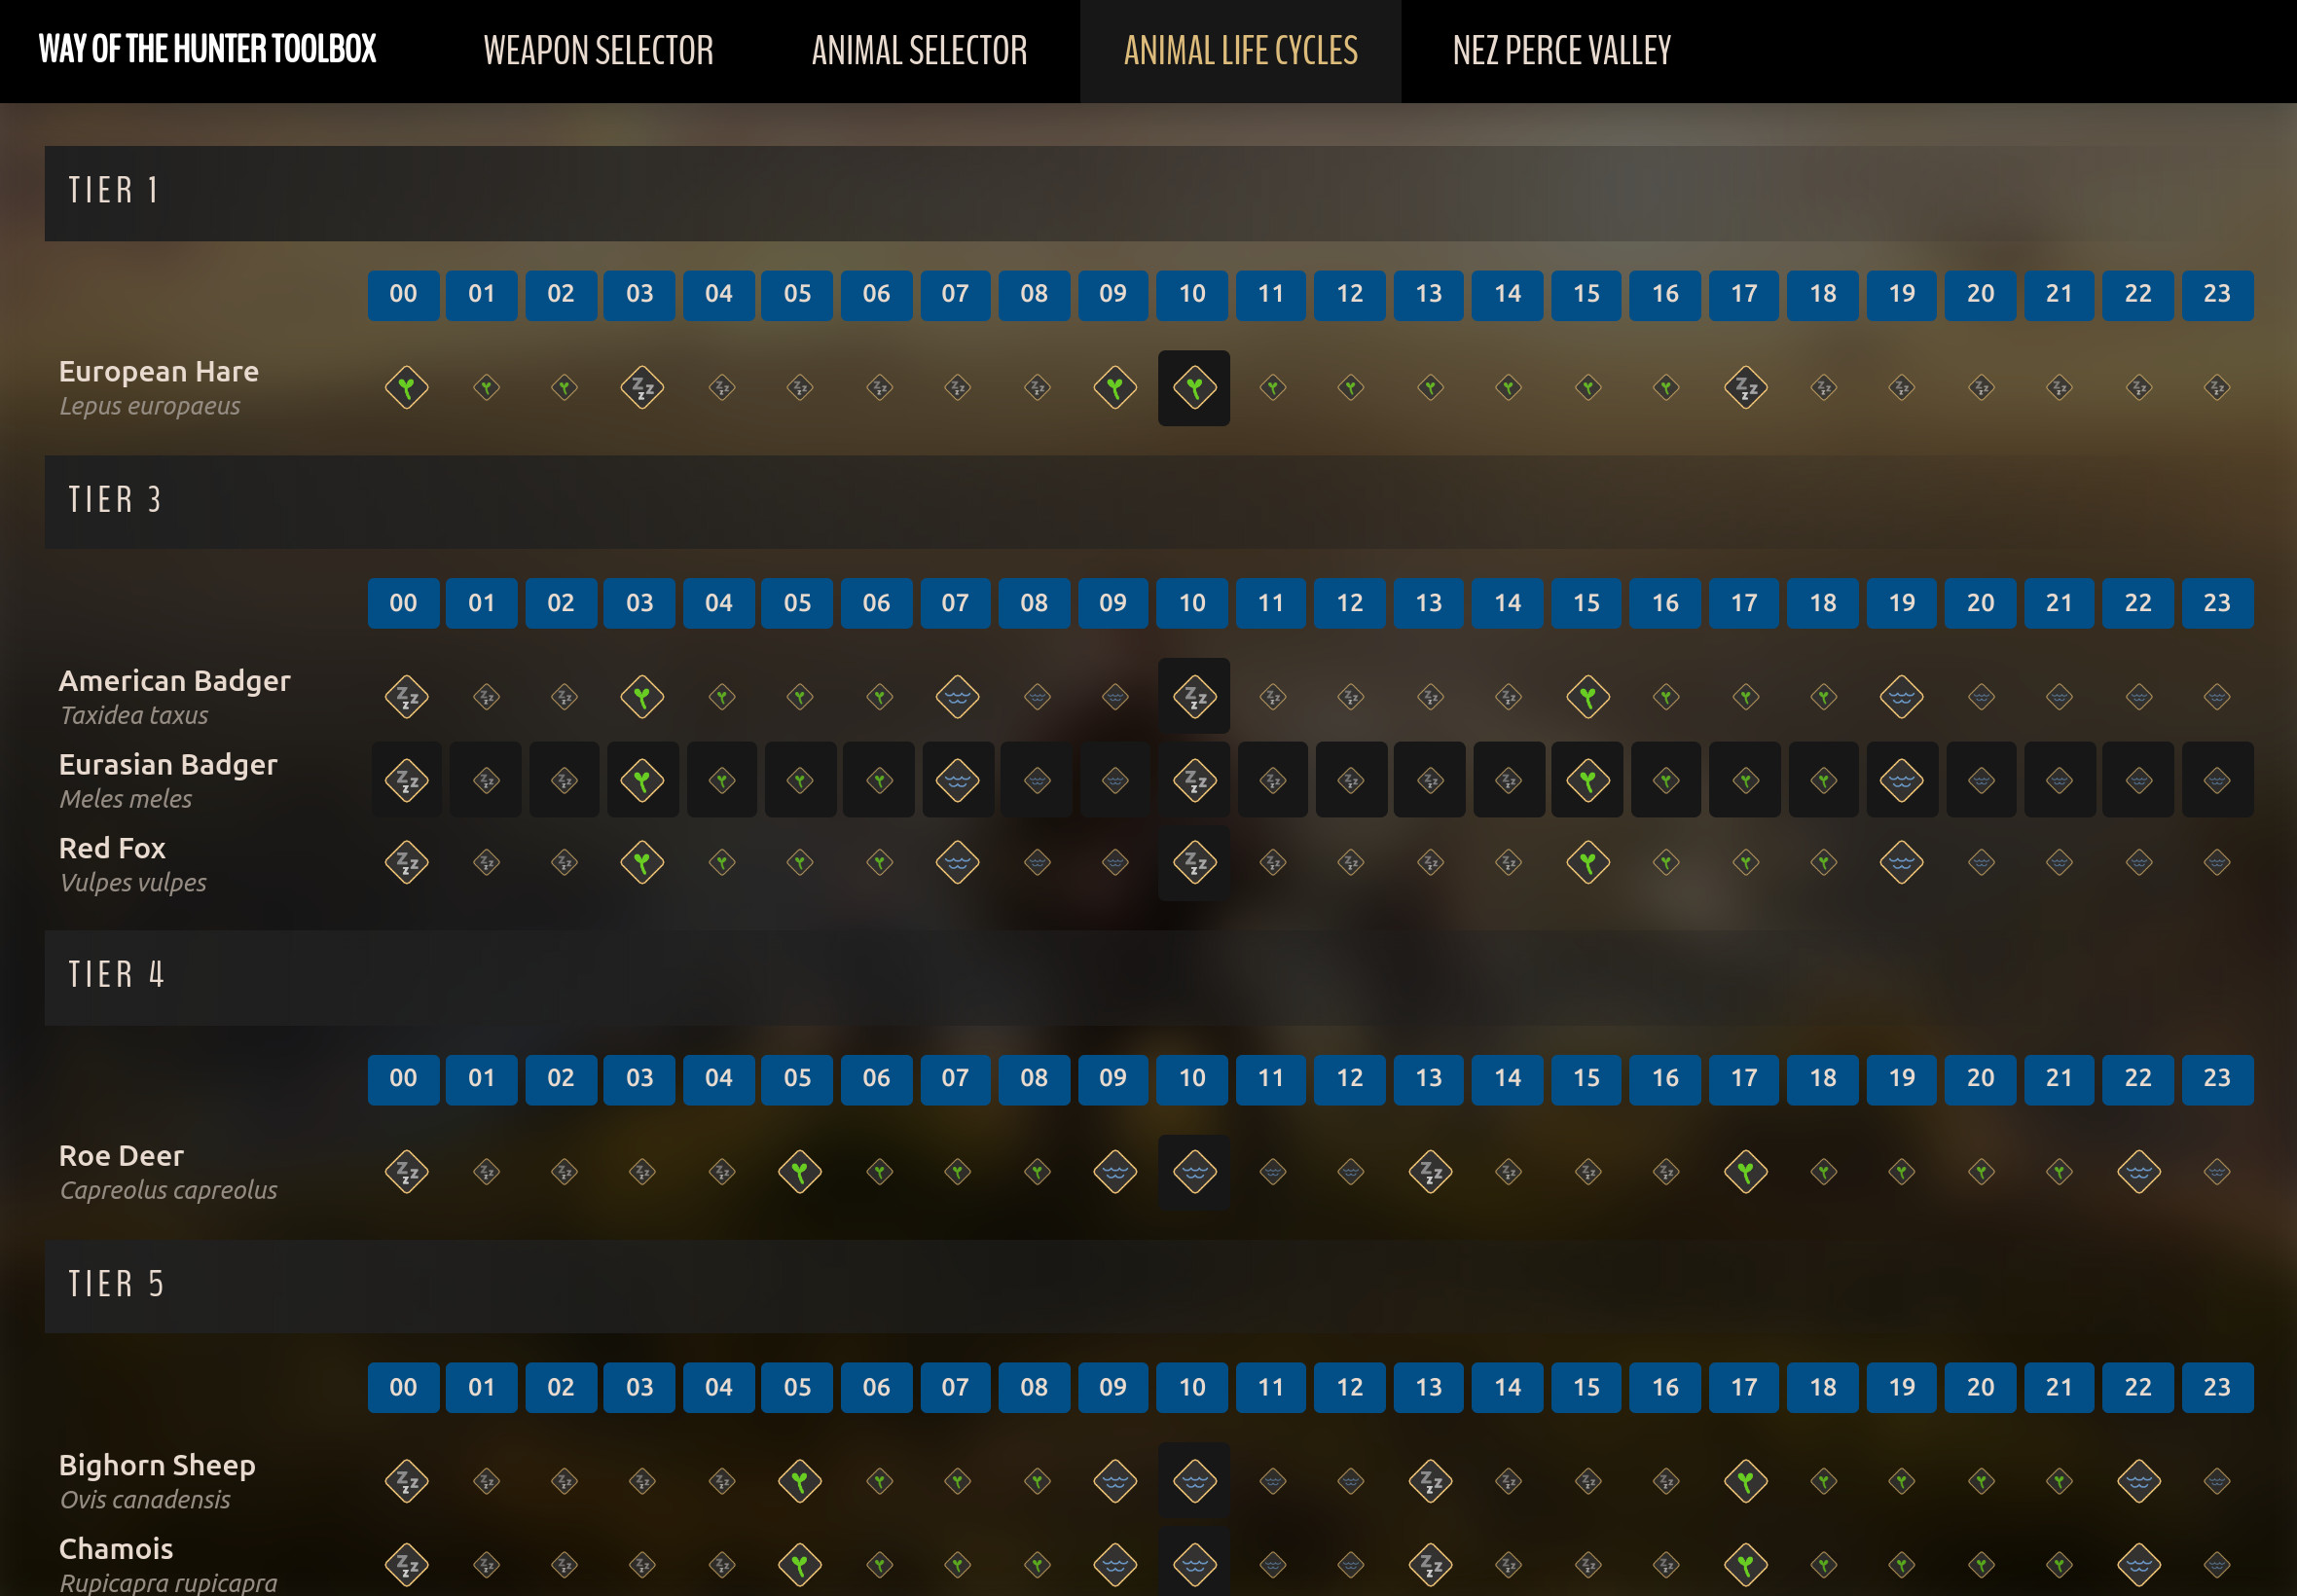 WAY OF THE HUNTER TOOLBOX WEAPON SELECTOR ANIMAL SELECTOR ANIMAL LIFE CYCLES NEZ PERCE VALLEY
TIER 1
00 01 02 03 04 05 06 07 08 09 10 11 12 13 14 15 16 17 18 19 20 21 22 23
European Hare
Lepus europaeus
TIER 3
00 01 02 03 04 05 06 07 08 09 10 11 12 13 14 15 16 17 18 19 20 21 22 23
American Badger
Taxidea taxus
Eurasian Badger
Meles meles
Red Fox
Vulpes vulpes
TIER 4
00 01 02 03 04 05 06 07 08 09 10 11 12 13 14 15 16 17 18 19 20 21 22 23
Roe Deer
Capreolus capreolus
TIER 5
00 01 02 03 04 05 06 07 08 09 10 11 12 13 14 15 16 17 18 19 20 21 22 23
Bighorn Sheep
Ovis canadensis
Chamois
Rupicapra rupicapra